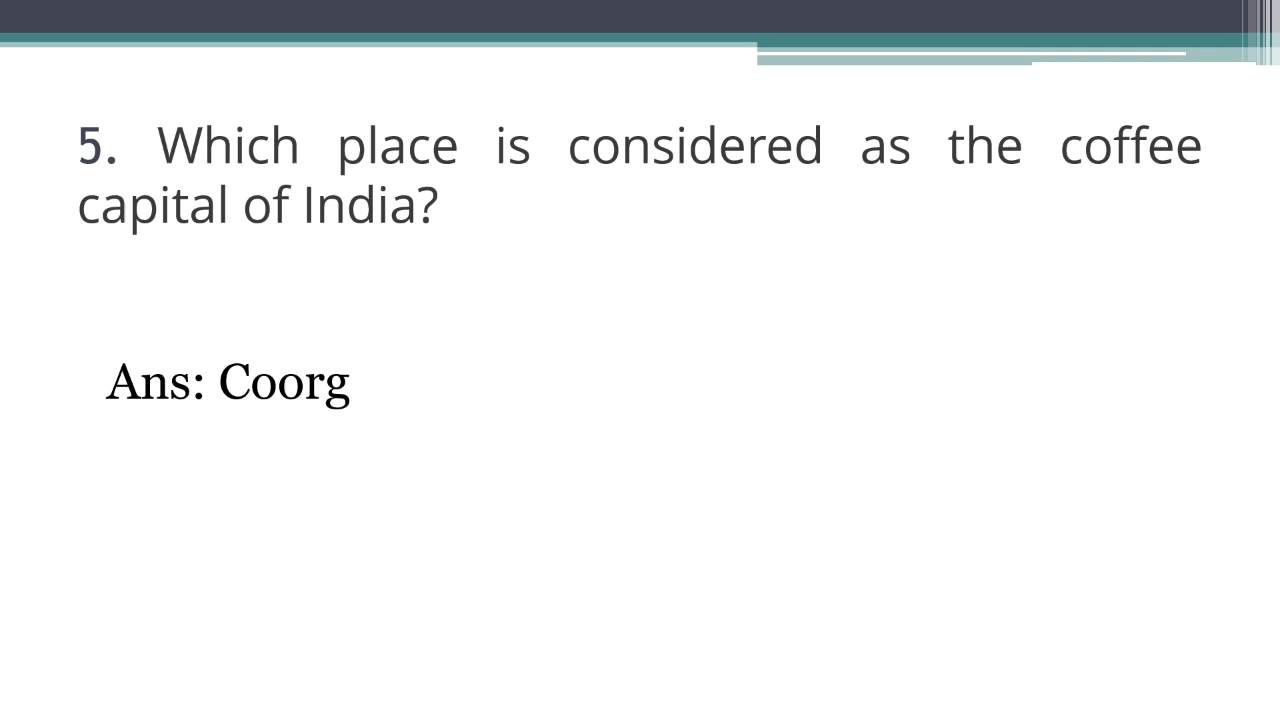 5. Which place is considered as the coffee
capital of India?
Ans: Coorg